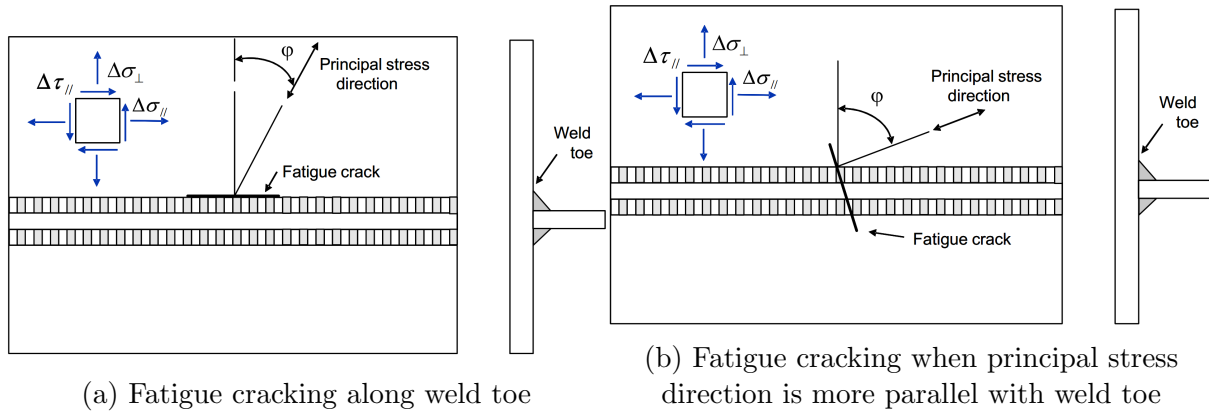 φ
Principal stress
direction
Δσ⊥
Δτ//
Δσ//
Fatigue crack
Weld
toe
(a) Fatigue cracking along weld toe
Δσ⊥
Δτ//
Δσ//
φ
Principal stress
direction
Fatigue crack
Weld
toe
(b) Fatigue cracking when principal stress
direction is more parallel with weld toe